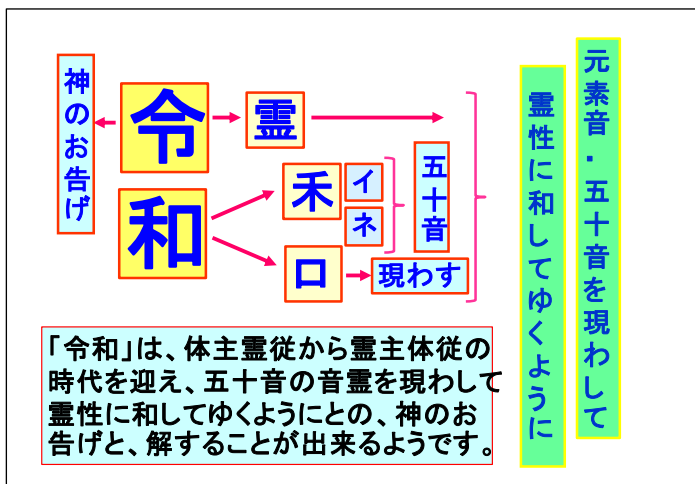 元素音・五十音を現わして
霊性に和してゆくように
神のお告げ
令
霊
和
禾
イ
ネ
五十音
口
現わす
「令和」は、体主霊従から霊主体従の
時代を迎え、五十音の音霊を現わして
霊性に和してゆくようにとの、神のお
告げと、解することが出来るようです。